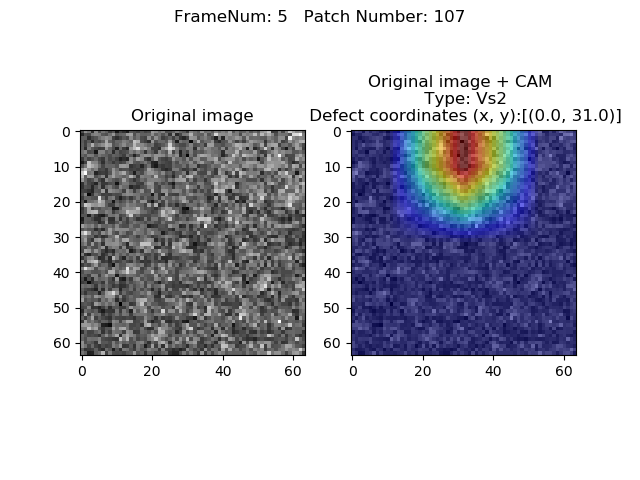 FrameNum: 5   Patch Number: 107
Original image
Original image + CAM
Type: Vs2
Defect coordinates (x, y):[(0.0, 31.0)]
0
10
20
30
40
50
60
0 20 40 60
0
10
20
30
40
50
60
0 20 40 60